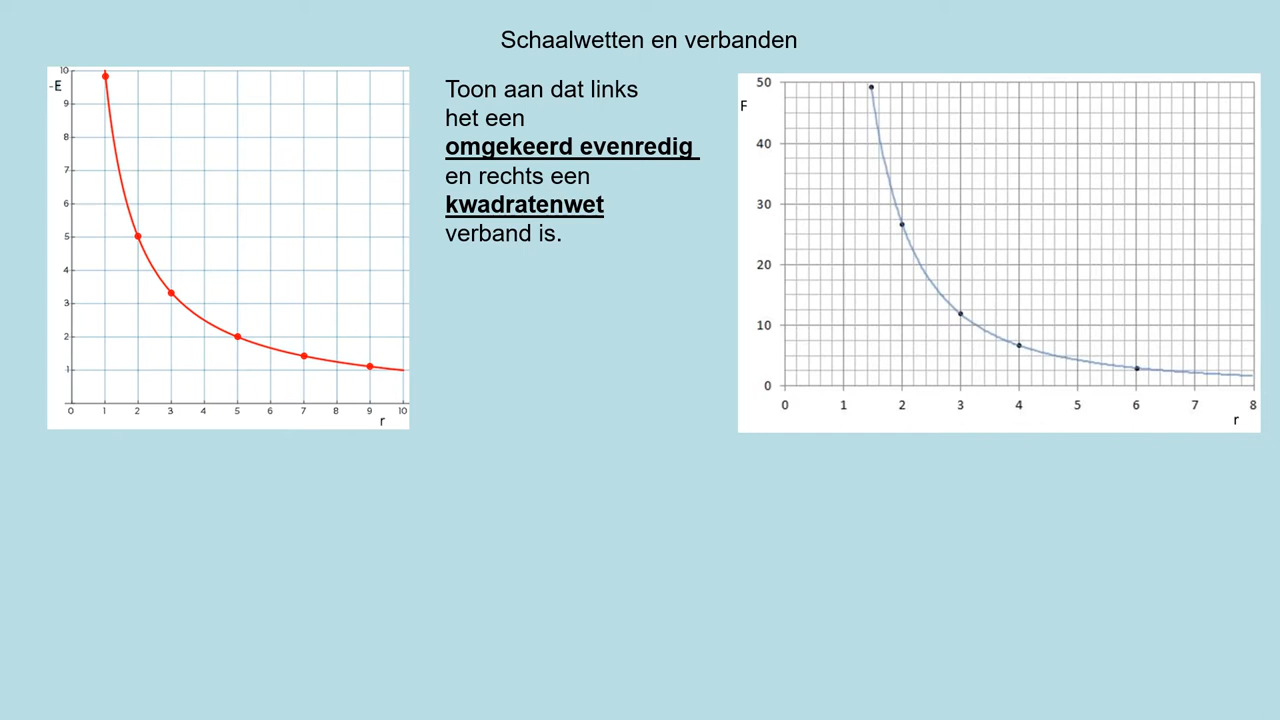 Schaalwetten en verbanden
Toon aan dat links
het een
omgekeerd evenredig
en rechts een
kwadratenwet
verband is.
-E
10
9
8
7
6
5
4
3
2
1
0 1 2 3 4 5 6 7 8 9 10
r
F
50
40
30
20
10
0
0 1 2 3 4 5 6 7 8
r